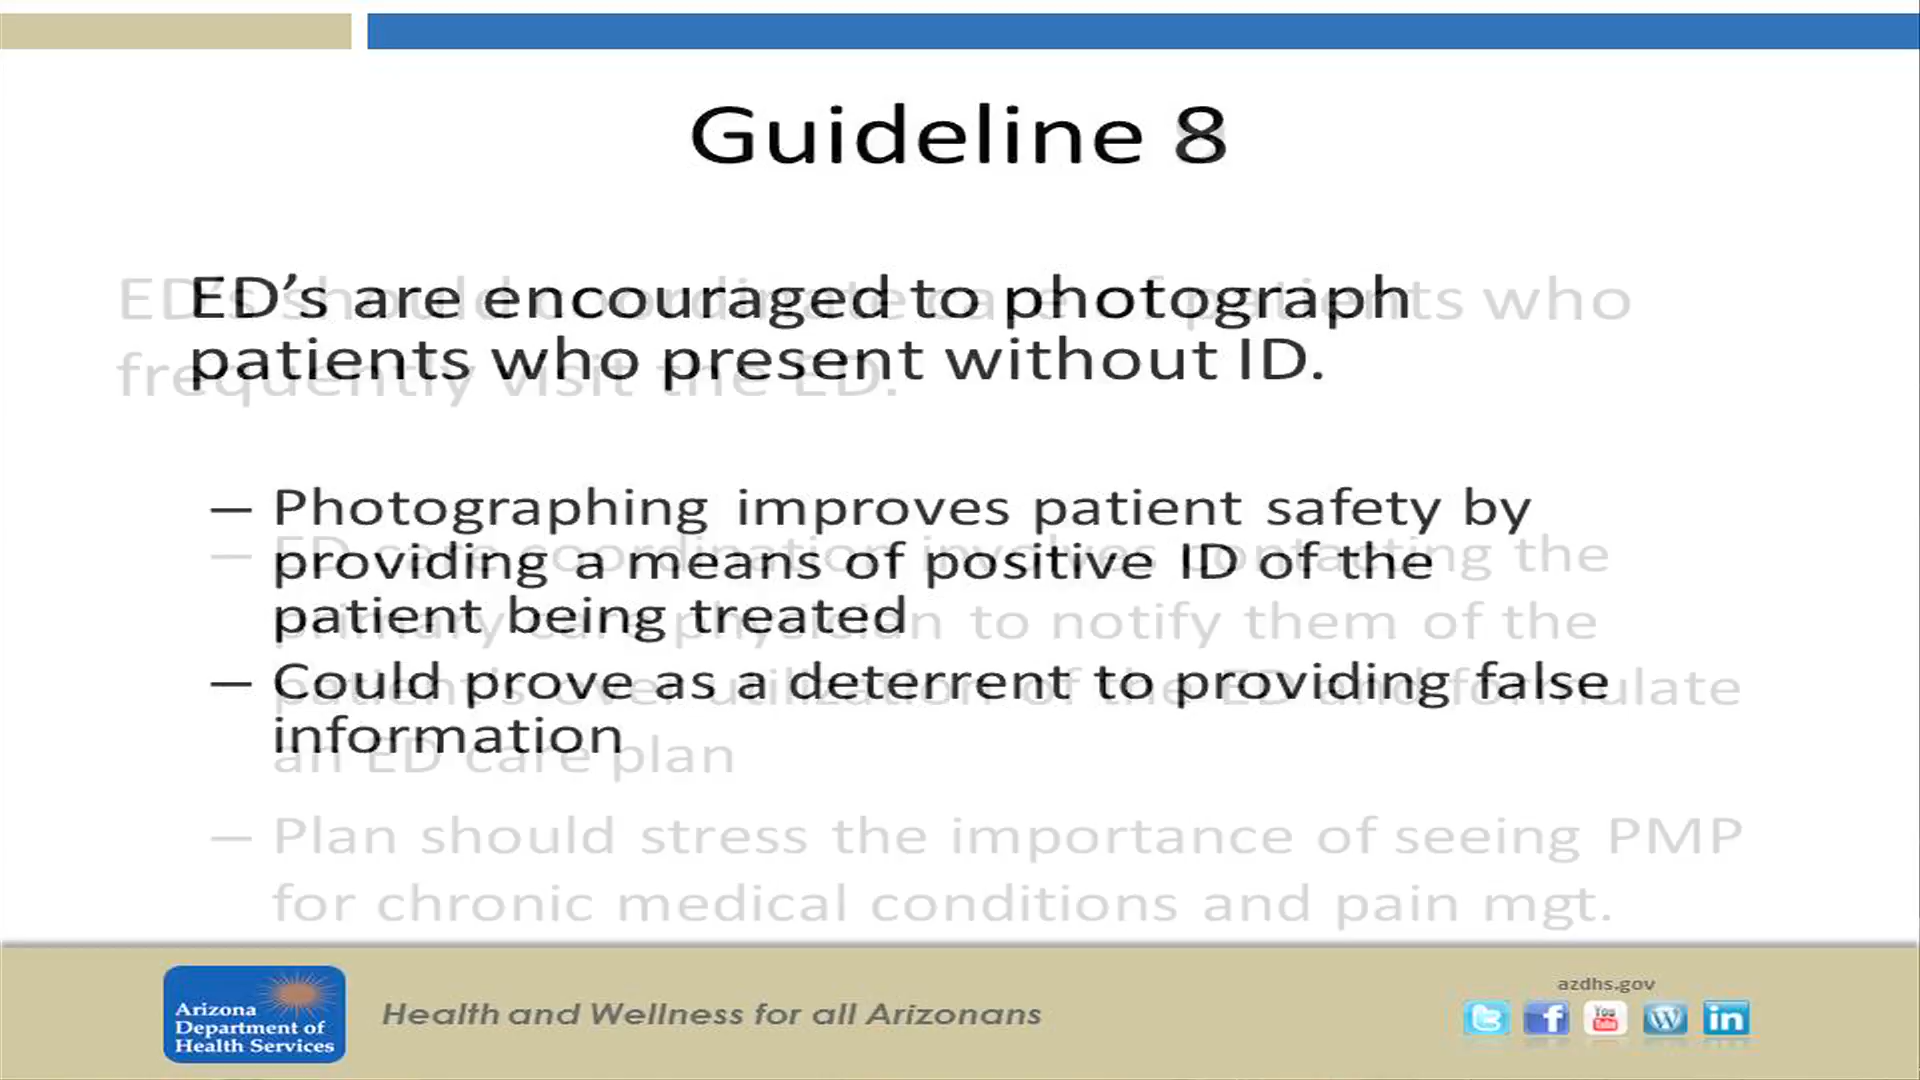 Guideline 8
ED’s are encouraged to photograph
patients who present without ID.
ED's should coordinate care of patients who
frequently visit the ED.
— Photographing improves patient safety by
providing a means of positive ID of the
patient being treated
— Could prove as a deterrent to providing false
information
— ED care coordination involves contacting the
primary care physician to notify them of the
patient's over utilization of the ED and formulate
an ED care plan
— Plan should stress the importance of seeing PMP
for chronic medical conditions and pain mgt.
Arizona
Department of
Health Services
Health and Wellness for all Arizonans
azdhs.gov
You
Tube